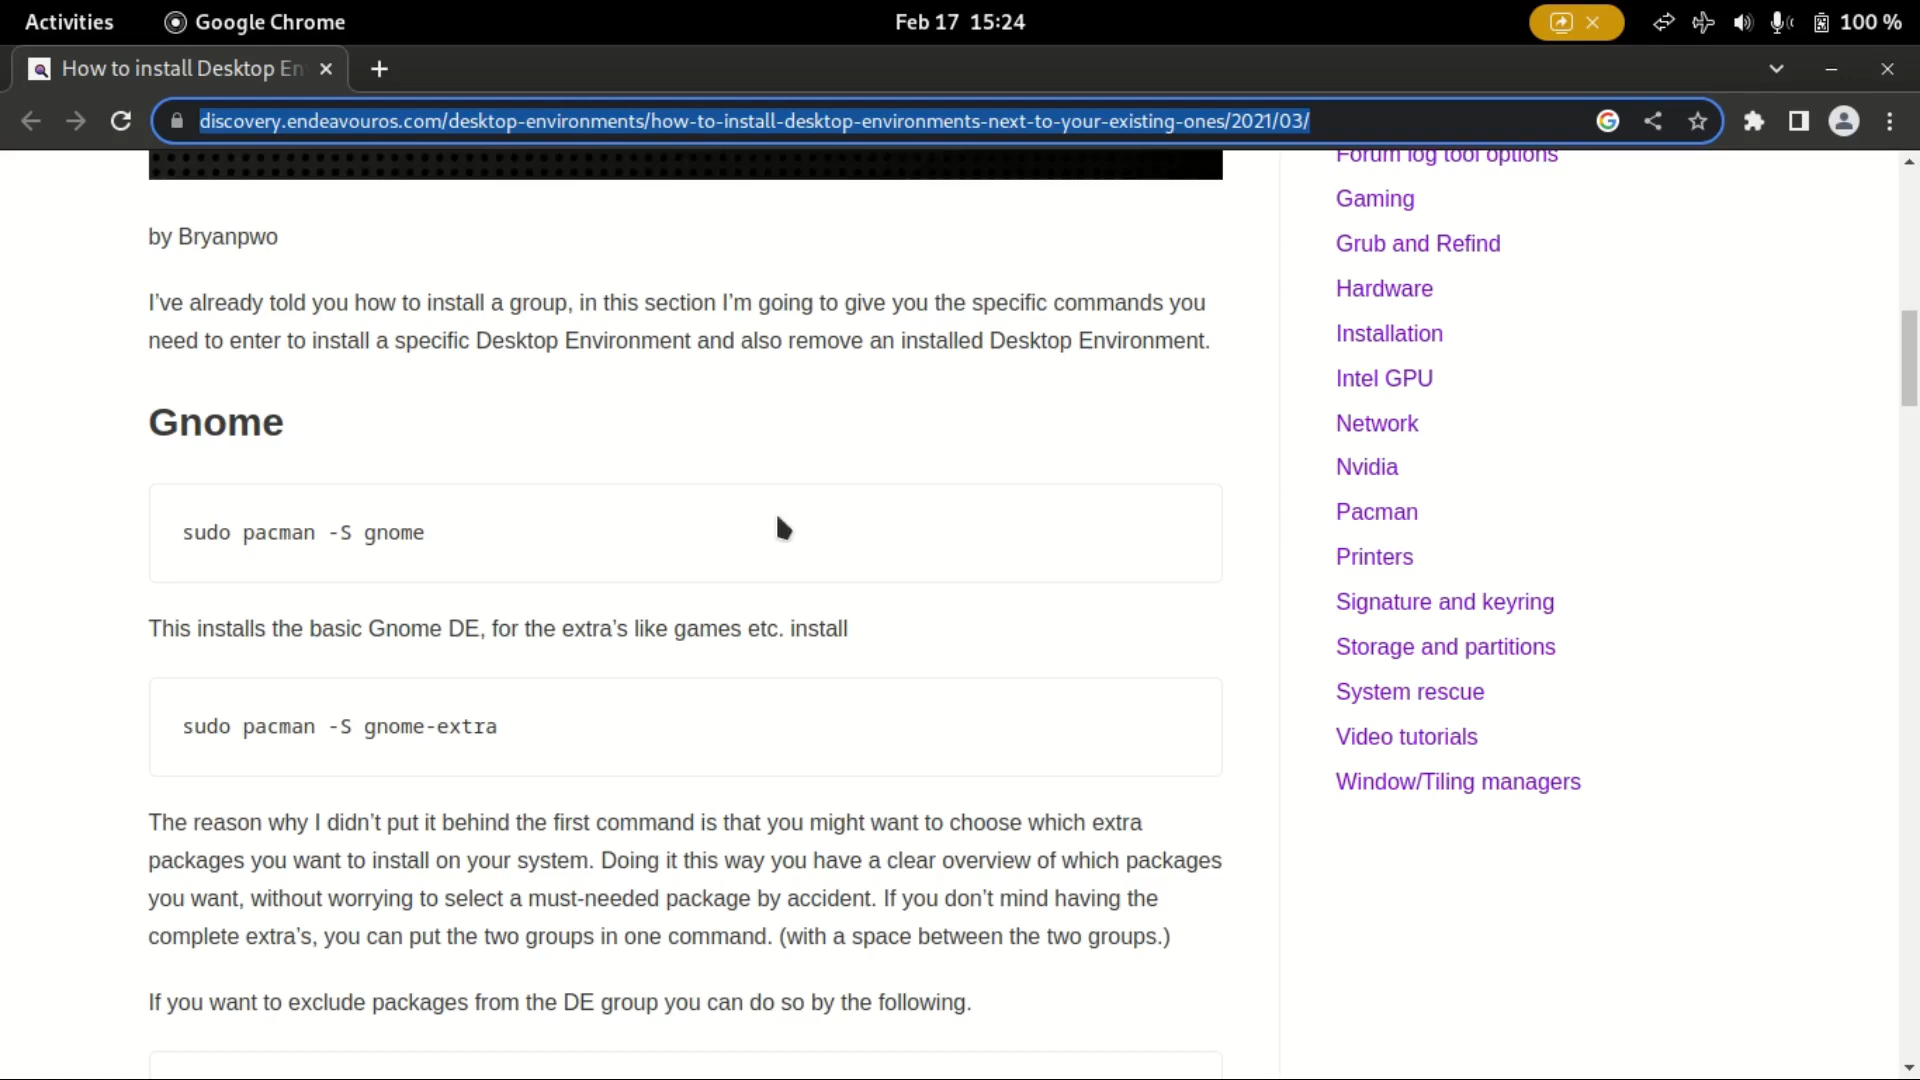 Activities
Google Chrome
Feb 17 15:24
100 %
How to install Desktop En
discovery.endeavouros.com/desktop-environments/how-to-install-desktop-environments-next-to-your-existing-ones/2021/03/
by Bryanpwo
I’ve already told you how to install a group, in this section I’m going to give you the specific commands you
need to enter to install a specific Desktop Environment and also remove an installed Desktop Environment.
Gnome
sudo pacman -S gnome
This installs the basic Gnome DE, for the extra’s like games etc. install
sudo pacman -S gnome-extra
The reason why I didn’t put it behind the first command is that you might want to choose which extra
packages you want to install on your system. Doing it this way you have a clear overview of which packages
you want, without worrying to select a must-needed package by accident. If you don’t mind having the
complete extra’s, you can put the two groups in one command. (with a space between the two groups.)
If you want to exclude packages from the DE group you can do so by the following.
Forum log tool options
Gaming
Grub and Refind
Hardware
Installation
Intel GPU
Network
Nvidia
Pacman
Printers
Signature and keyring
Storage and partitions
System rescue
Video tutorials
Window/Tiling managers